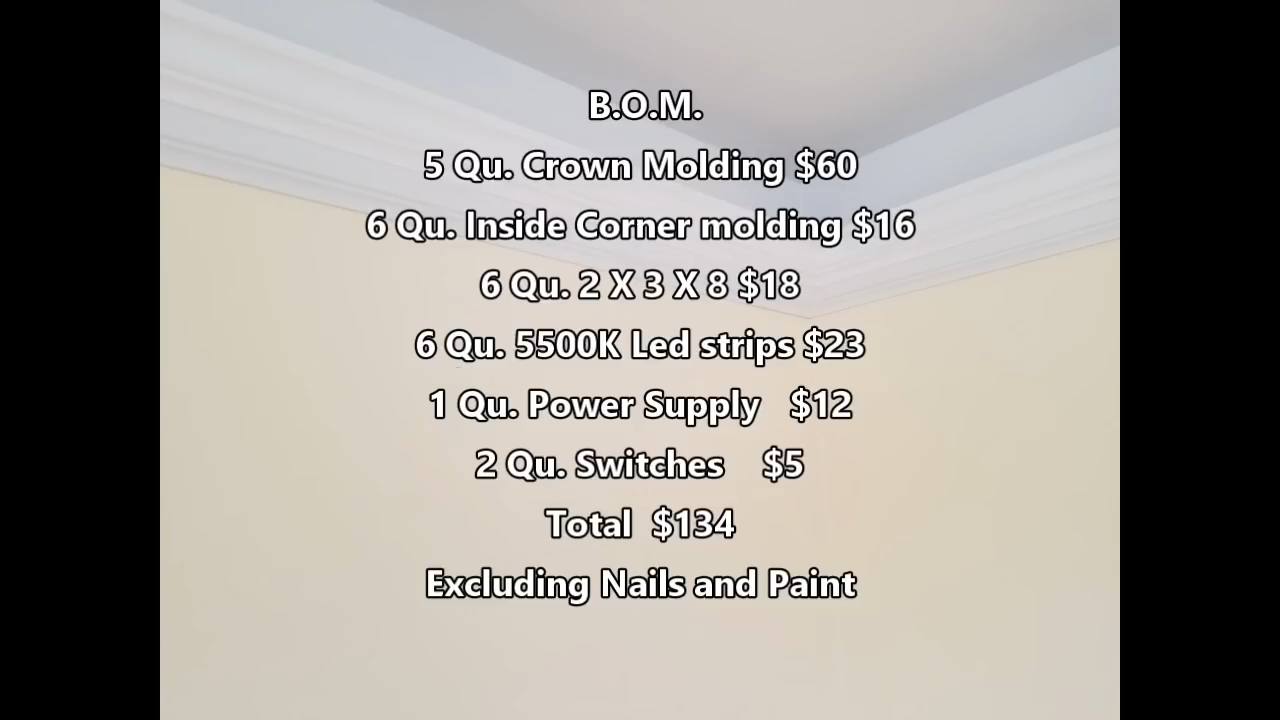 B.O.M.
5 Qu. Crown Molding $60
6 Qu. Inside Corner molding $16
6 Qu. 2 X 3 X 8 $18
6 Qu. 5500K Led strips $23
1 Qu. Power Supply $12
2 Qu. Switches $5
Total $134
Excluding Nails and Paint